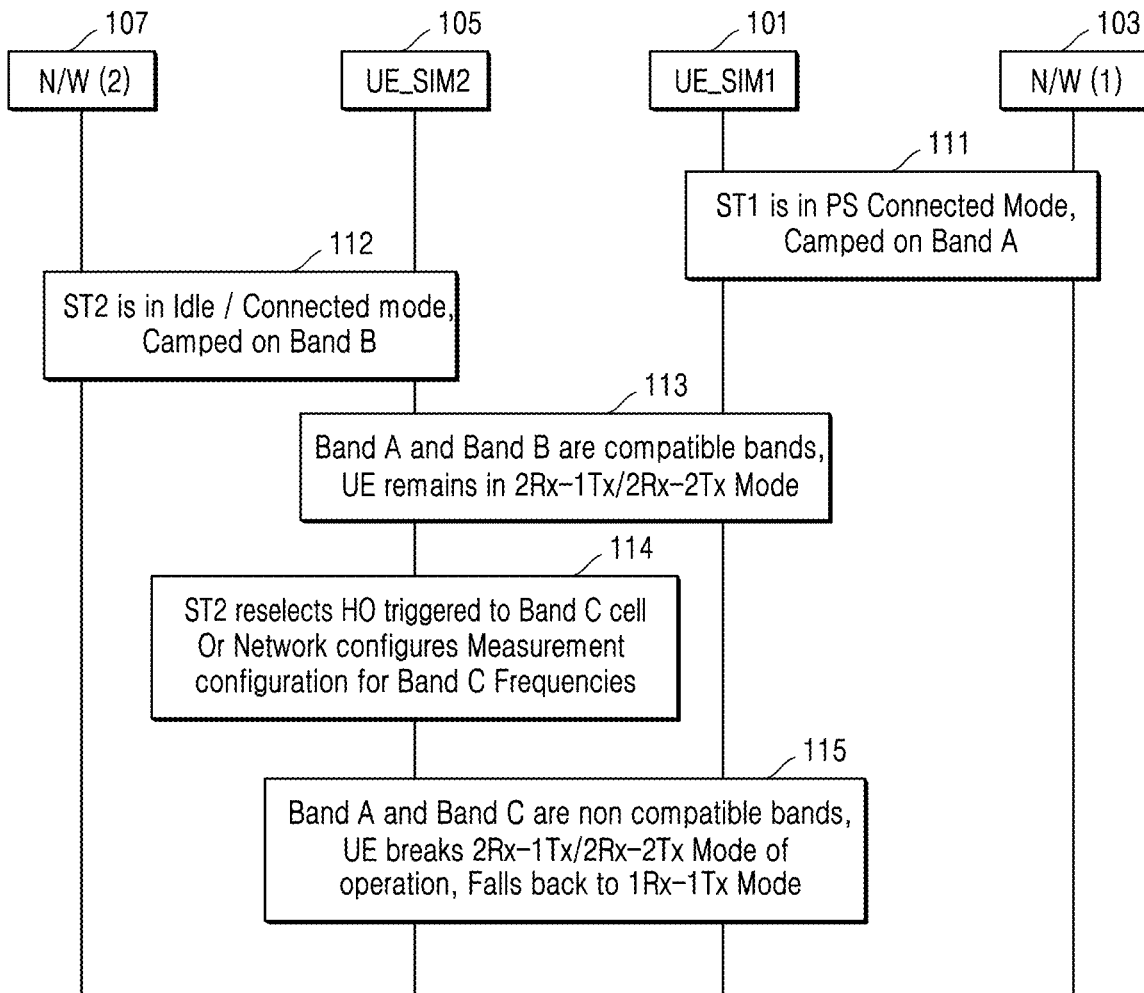 107
105
101
103
N/W (2)
UE_SIM2
UE_SIM1
N/W (1)
111
ST1 is in PS Connected Mode,
Camped on Band A
112
ST2 is in Idle / Connected mode,
Camped on Band B
113
Band A and Band B are compatible bands,
UE remains in 2Rx-1Tx/2Rx-2Tx Mode
114
ST2 reselects HO triggered to Band C cell
Or Network configures Measurement
configuration for Band C Frequencies
115
Band A and Band C are non compatible bands,
UE breaks 2Rx-1Tx/2Rx-2Tx Mode of
operation, Falls back to 1Rx-1Tx Mode